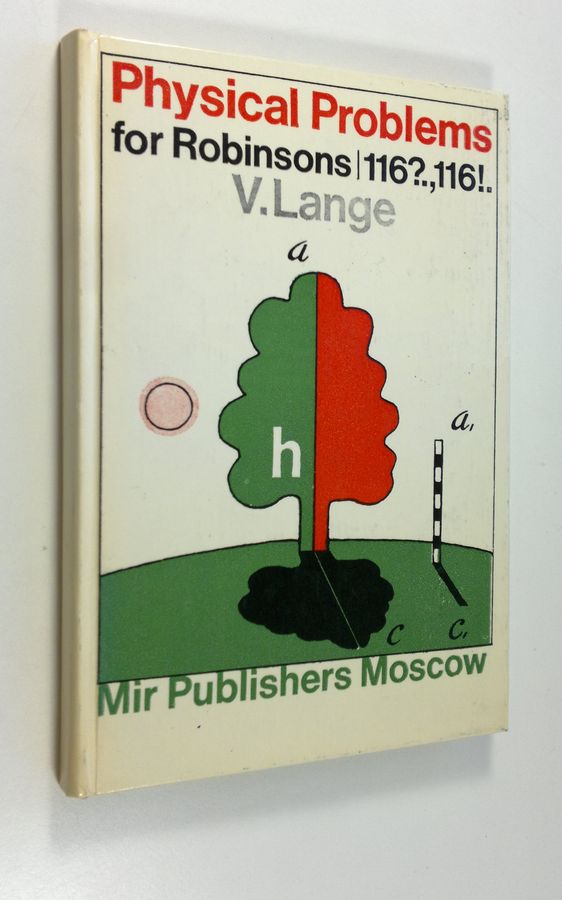 Physical Problems
for Robinsons|116?.,116!.
V.Lange
a
h
a,
c
c,
Mir Publishers Moscow